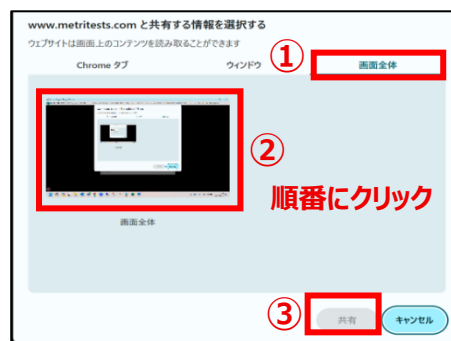 www.metritests.com と共有する情報を選択する
ウェブサイトは画面上のコンテンツを読み取ることができます
Chrome タブ ウィンドウ ① 画面全体
②
順番にクリック
画面全体
③ 共有 キャンセル